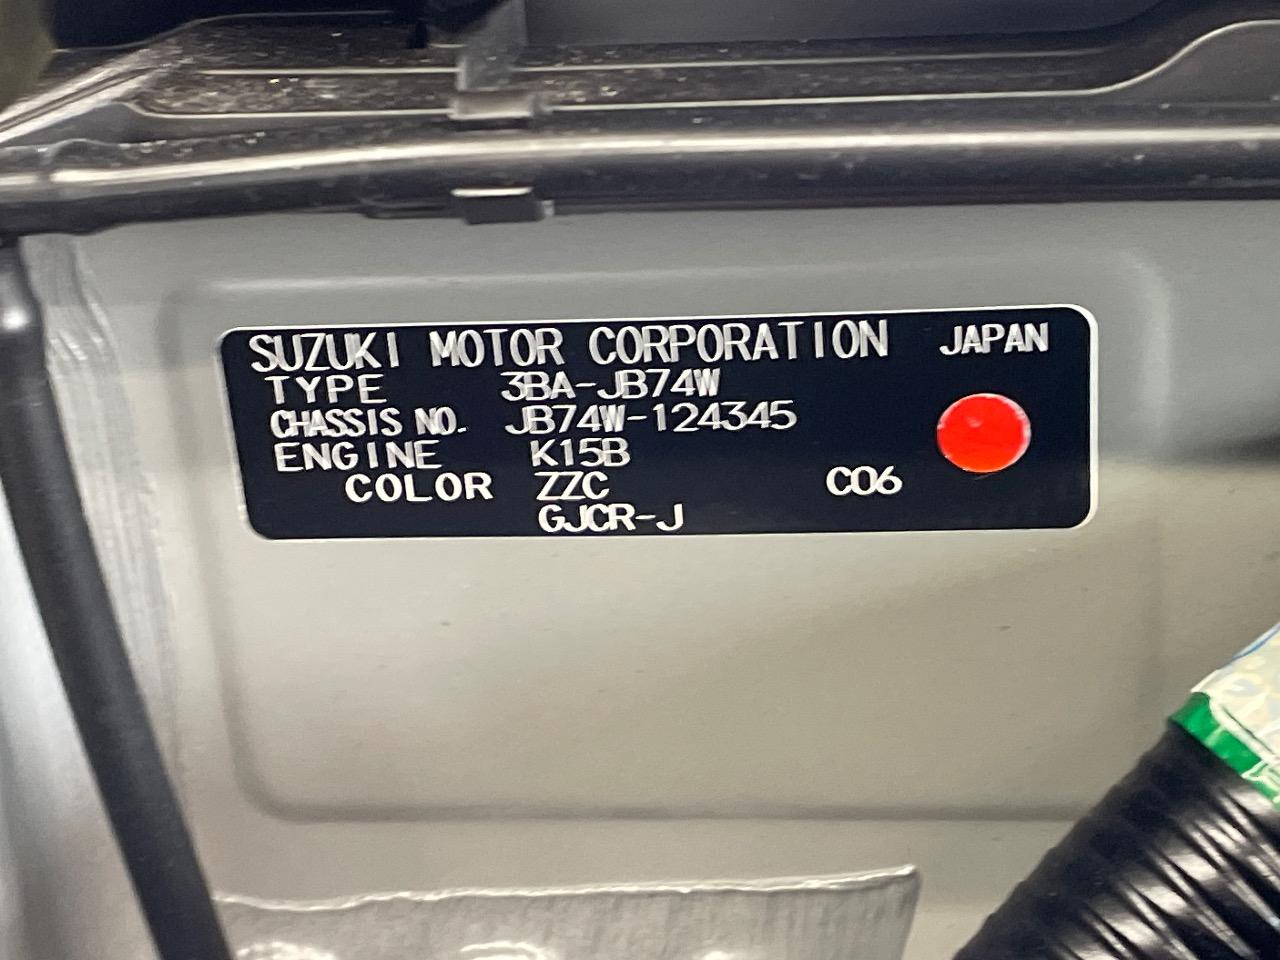 SUZUKI MOTOR CORPORATION JAPAN
TYPE 3BA-JB74W
CHASSIS NO. JB74W-124345
ENGINE K15B
COLOR ZZC C06
GJCR-J